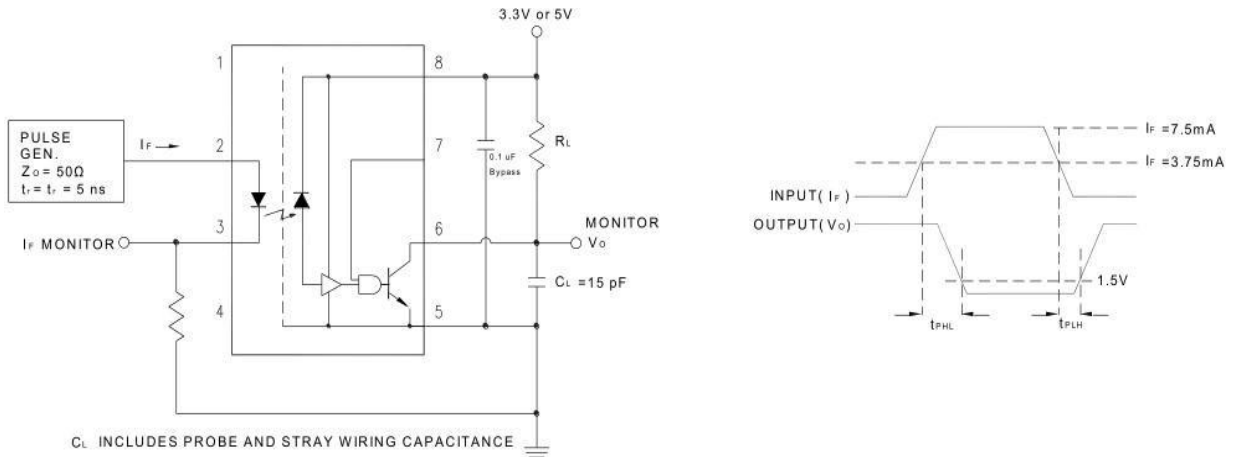 3.3V or 5V
1
8
PULSE
GEN.
Zo = 50Ω
tr = tr = 5 ns
IF
2
7
0.1 uF
Bypass
RL
3
6
MONITOR
Vo
IF MONITOR
4
5
CL =15 pF
CL INCLUDES PROBE AND STRAY WIRING CAPACITANCE
IF =7.5mA
IF =3.75mA
INPUT( IF )
OUTPUT(Vo)
1.5V
tPHL
tPLH